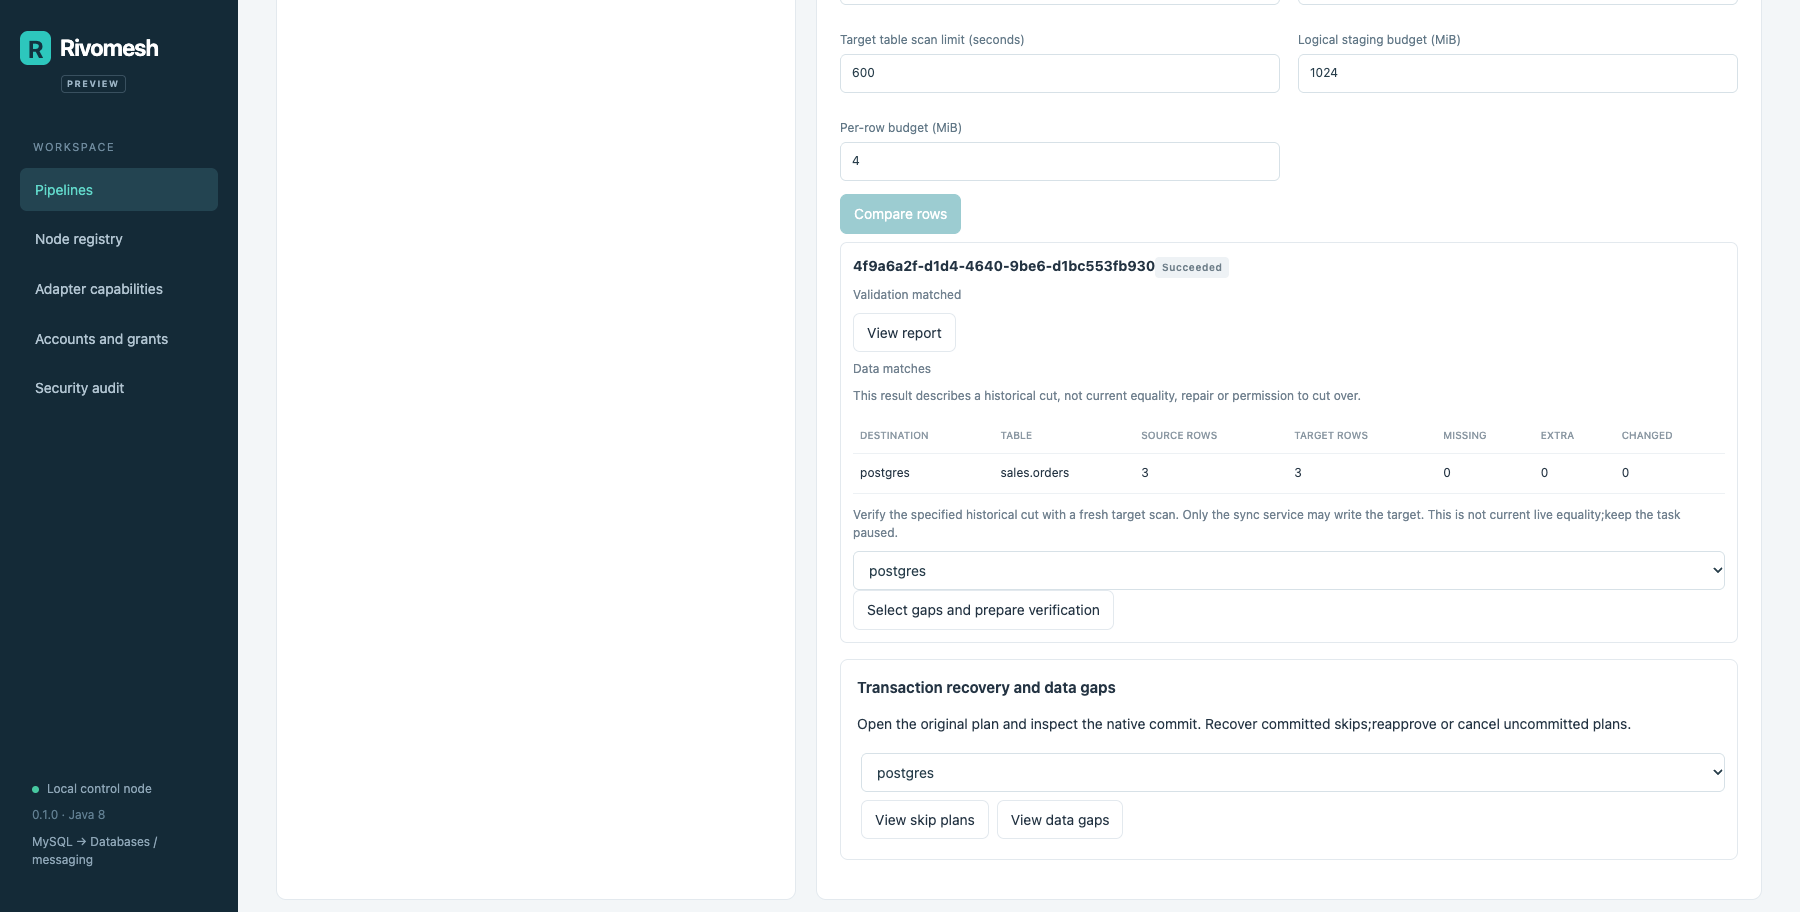 R Rivomesh
PREVIEW
WORKSPACE
Pipelines
Node registry
Adapter capabilities
Accounts and grants
Security audit
Local control node
0.1.0 · Java 8
MySQL → Databases /
messaging
Target table scan limit (seconds)
600
Logical staging budget (MiB)
1024
Per-row budget (MiB)
4
Compare rows
4f9a6a2f-d1d4-4640-9be6-d1bc553fb930 Succeeded
Validation matched
View report
Data matches
This result describes a historical cut, not current equality, repair or permission to cut over.
DESTINATION TABLE SOURCE ROWS TARGET ROWS MISSING EXTRA CHANGED
postgres sales.orders 3 3 0 0 0
Verify the specified historical cut with a fresh target scan. Only the sync service may write the target. This is not current live equality;keep the task
paused.
postgres
Select gaps and prepare verification
Transaction recovery and data gaps
Open the original plan and inspect the native commit. Recover committed skips;reapprove or cancel uncommitted plans.
postgres
View skip plans View data gaps